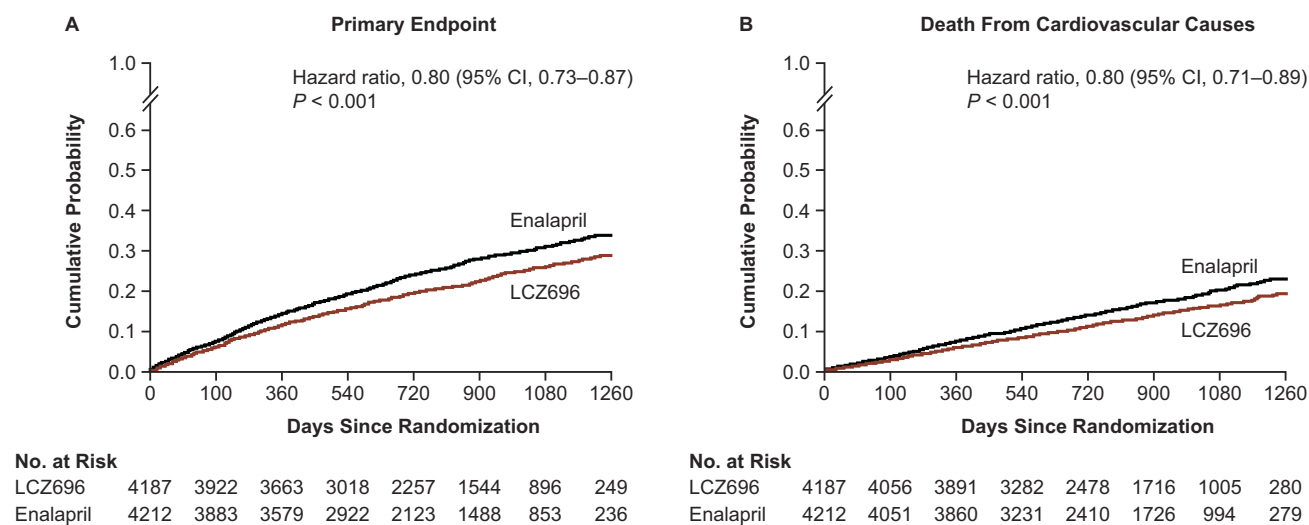 A Primary Endpoint
Hazard ratio, 0.80 (95% CI, 0.73–0.87)
P < 0.001
Cumulative Probability
1.0
0.6
0.5
0.4
0.3
0.2
0.1
0.0
Enalapril
LCZ696
0 100 360 540 720 900 1080 1260
Days Since Randomization
No. at Risk
LCZ696 4187 3922 3663 3018 2257 1544 896 249
Enalapril 4212 3883 3579 2922 2123 1488 853 236
B Death From Cardiovascular Causes
Hazard ratio, 0.80 (95% CI, 0.71–0.89)
P < 0.001
Cumulative Probability
1.0
0.6
0.5
0.4
0.3
0.2
0.1
0.0
Enalapril
LCZ696
0 100 360 540 720 900 1080 1260
Days Since Randomization
No. at Risk
LCZ696 4187 4056 3891 3282 2478 1716 1005 280
Enalapril 4212 4051 3860 3231 2410 1726 994 279